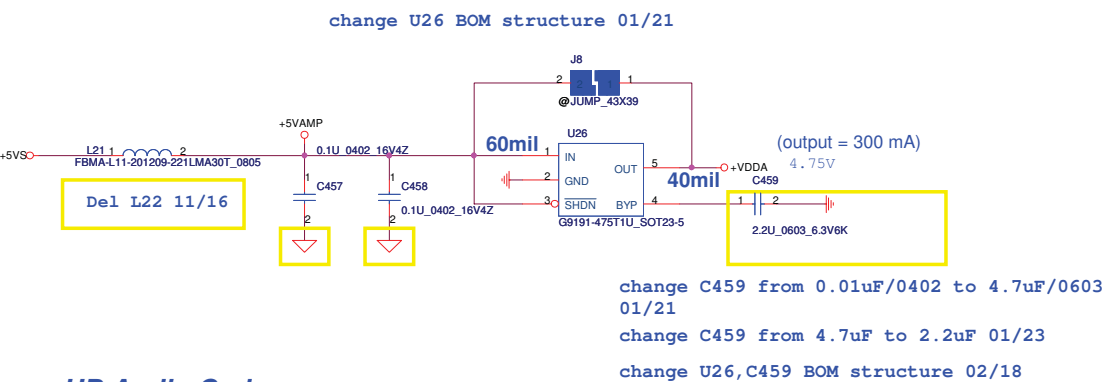 change U26 BOM structure 01/21
J8
2 2 1 1
@JUMP_43X39
+5VAMP
+5VS
L21 1 2
FBMA-L11-201209-221LMA30T_0805
0.1U_0402_16V4Z
60mil
U26
1 IN
2 GND
3 SHDN
OUT 5
BYP 4
G9191-475T1U_SOT23-5
40mil
+VDDA
(output = 300 mA)
4.75V
Del L22 11/16
1
C457
2
1
C458
2
0.1U_0402_16V4Z
C459
1 2
2.2U_0603_6.3V6K
change C459 from 0.01uF/0402 to 4.7uF/0603
01/21
change C459 from 4.7uF to 2.2uF 01/23
change U26,C459 BOM structure 02/18